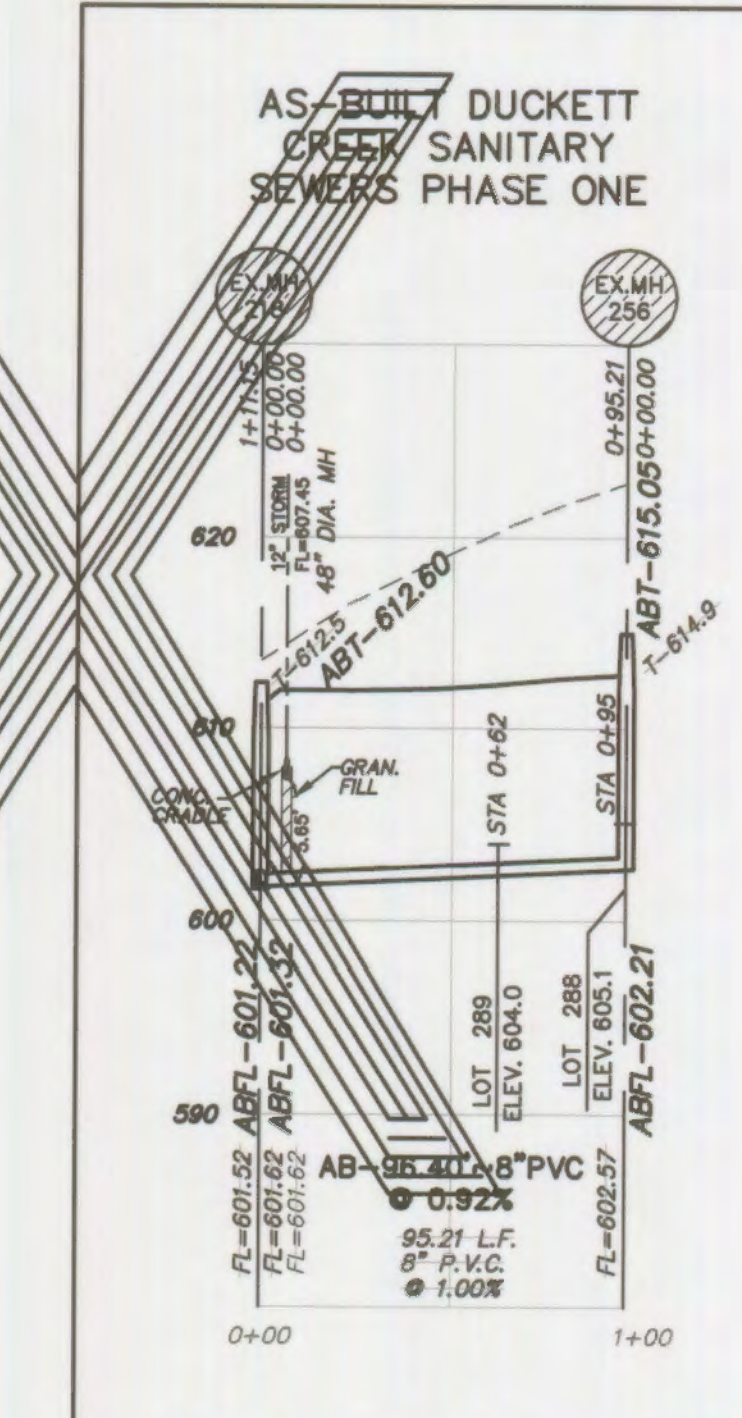 AS-BUILT DUCKETT
CREEK SANITARY
SEWERS PHASE ONE
EX.MH
218
EX.MH
256
1+11.15
0+00.00
0+00.00
0+95.21
0+00.00
12" STORM
FL=607.45
48" DIA. MH
620
T-612.5
ABT-612.60
ABT-615.05
T-614.9
610
CONC.
CRADLE
GRAN.
FILL
5.65'
STA 0+62
STA 0+95
600
ABFL-601.22
ABFL-601.32
LOT 289
ELEV. 604.0
LOT 288
ELEV. 605.1
ABFL-602.21
590
FL=601.52
FL=601.62
FL=601.62
FL=602.57
AB-96.40'~8"PVC
@ 0.92%
95.21 L.F.
8" P.V.C.
@ 1.00%
0+00
1+00